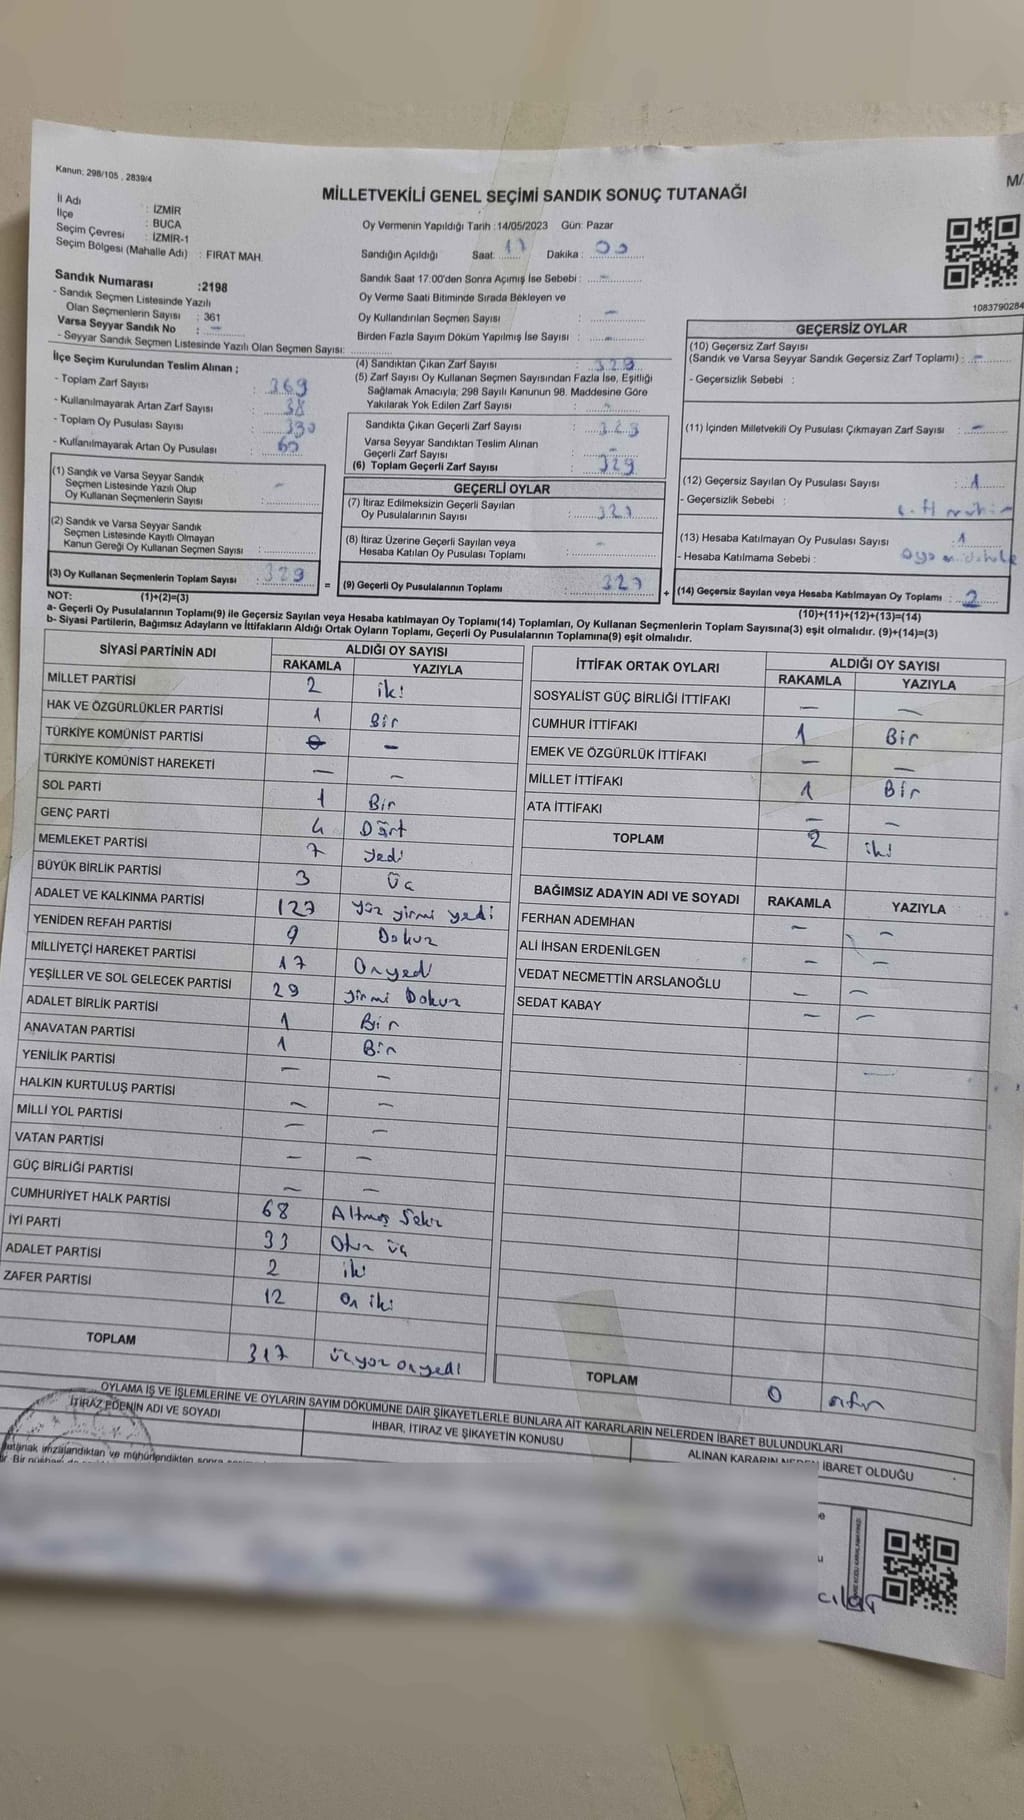 Kanun: 298/105 , 2839/4
MİLLETVEKİLİ GENEL SEÇİMİ SANDIK SONUÇ TUTANAĞI
M/
İl Adı : İZMİR
İlçe : BUCA
Seçim Çevresi : İZMİR-1
Seçim Bölgesi (Mahalle Adı) : FIRAT MAH.
Sandık Numarası :2198
- Sandık Seçmen Listesinde Yazılı
Olan Seçmenlerin Sayısı : 361
Varsa Seyyar Sandık No : –
- Seyyar Sandık Seçmen Listesinde Yazılı Olan Seçmen Sayısı:
Oy Vermenin Yapıldığı Tarih :14/05/2023 Gün: Pazar
Sandığın Açıldığı Saat: 17 Dakika : 00
Sandık Saat 17:00'den Sonra Açımış İse Sebebi : –
Oy Verme Saati Bitiminde Sırada Bekleyen ve
Oy Kullandırılan Seçmen Sayısı : –
Birden Fazla Sayım Döküm Yapılmış İse Sayısı : –
1083790284
İlçe Seçim Kurulundan Teslim Alınan ;
- Toplam Zarf Sayısı : 369
- Kullanılmayarak Artan Zarf Sayısı : 38
- Toplam Oy Pusulası Sayısı : 390
- Kullanılmayarak Artan Oy Pusulası : 60
(1) Sandık ve Varsa Seyyar Sandık
Seçmen Listesinde Yazılı Olup
Oy Kullanan Seçmenlerin Sayısı : –
(2) Sandık ve Varsa Seyyar Sandık
Seçmen Listesinde Kayıtlı Olmayan
Kanun Gereği Oy Kullanan Seçmen Sayısı :
(3) Oy Kullanan Seçmenlerin Toplam Sayısı : 329
(4) Sandıktan Çıkan Zarf Sayısı : 329
(5) Zarf Sayısı Oy Kullanan Seçmen Sayısından Fazla İse, Eşitliği
Sağlamak Amacıyla; 298 Sayılı Kanunun 98. Maddesine Göre
Yakılarak Yok Edilen Zarf Sayısı :
Sandıkta Çıkan Geçerli Zarf Sayısı : 329
Varsa Seyyar Sandıktan Teslim Alınan
Geçerli Zarf Sayısı : –
(6) Toplam Geçerli Zarf Sayısı : 329
GEÇERLİ OYLAR
(7) İtiraz Edilmeksizin Geçerli Sayılan
Oy Pusulalarının Sayısı : 327
(8) İtiraz Üzerine Geçerli Sayılan veya
Hesaba Katılan Oy Pusulası Toplamı : –
= (9) Geçerli Oy Pusulalarının Toplamı : 327
GEÇERSİZ OYLAR
(10) Geçersiz Zarf Sayısı
(Sandık ve Varsa Seyyar Sandık Geçersiz Zarf Toplamı) : –
- Geçersizlik Sebebi :
(11) İçinden Milletvekili Oy Pusulası Çıkmayan Zarf Sayısı : –
(12) Geçersiz Sayılan Oy Pusulası Sayısı : 1
- Geçersizlik Sebebi :
(13) Hesaba Katılmayan Oy Pusulası Sayısı : 1
- Hesaba Katılmama Sebebi : oya müdahale
+ (14) Geçersiz Sayılan veya Hesaba Katılmayan Oy Toplamı : 2
NOT: (1)+(2)=(3)
(10)+(11)+(12)+(13)=(14)
a- Geçerli Oy Pusulalarının Toplamı(9) ile Geçersiz Sayılan veya Hesaba katılmayan Oy Toplamı(14) Toplamları, Oy Kullanan Seçmenlerin Toplam Sayısına(3) eşit olmalıdır. (9)+(14)=(3)
b- Siyasi Partilerin, Bağımsız Adayların ve İttifakların Aldığı Ortak Oyların Toplamı, Geçerli Oy Pusulalarının Toplamına(9) eşit olmalıdır.
SİYASİ PARTİNİN ADI ALDIĞI OY SAYISI
RAKAMLA YAZIYLA
MİLLET PARTİSİ 2 iki
HAK VE ÖZGÜRLÜKLER PARTİSİ 1 Bir
TÜRKİYE KOMÜNİST PARTİSİ –
TÜRKİYE KOMÜNİST HAREKETİ – –
SOL PARTİ 1 Bir
GENÇ PARTİ 4 Dört
MEMLEKET PARTİSİ 7 yedi
BÜYÜK BİRLİK PARTİSİ 3 üç
ADALET VE KALKINMA PARTİSİ 127 yüz yirmi yedi
YENİDEN REFAH PARTİSİ 9 Dokuz
MİLLİYETÇİ HAREKET PARTİSİ 17 Onyedi
YEŞİLLER VE SOL GELECEK PARTİSİ 29 yirmi Dokuz
ADALET BİRLİK PARTİSİ 1 Bir
ANAVATAN PARTİSİ 1 Bir
YENİLİK PARTİSİ – –
HALKIN KURTULUŞ PARTİSİ – –
MİLLİ YOL PARTİSİ – –
VATAN PARTİSİ – –
GÜÇ BİRLİĞİ PARTİSİ – –
CUMHURİYET HALK PARTİSİ 68 Altmış Sekiz
İYİ PARTİ 33 Otuz üç
ADALET PARTİSİ 2 iki
ZAFER PARTİSİ 12 on iki
TOPLAM 317 üçyüz onyedi
İTTİFAK ORTAK OYLARI ALDIĞI OY SAYISI
RAKAMLA YAZIYLA
SOSYALİST GÜÇ BİRLİĞİ İTTİFAKI – –
CUMHUR İTTİFAKI 1 Bir
EMEK VE ÖZGÜRLÜK İTTİFAKI – –
MİLLET İTTİFAKI 1 Bir
ATA İTTİFAKI – –
TOPLAM 2 iki
BAĞIMSIZ ADAYIN ADI VE SOYADI RAKAMLA YAZIYLA
FERHAN ADEMHAN – –
ALİ İHSAN ERDENİLGEN – –
VEDAT NECMETTİN ARSLANOĞLU – –
SEDAT KABAY – –
TOPLAM 0 sıfır
OYLAMA İŞ VE İŞLEMLERİNE VE OYLARIN SAYIM DÖKÜMÜNE DAİR ŞİKAYETLERLE BUNLARA AİT KARARLARIN NELERDEN İBARET BULUNDUKLARI
İTİRAZ EDENİN ADI VE SOYADI
İHBAR, İTİRAZ VE ŞİKAYETİN KONUSU
ALINAN KARARIN NEDEN İBARET OLDUĞU
tutanak imzalandıktan ve mühürlendikten sonra